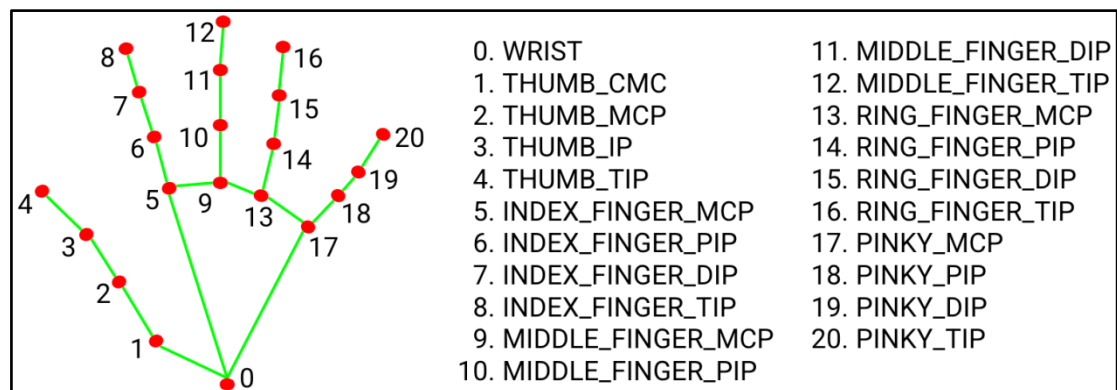 12
8
16
11
7
15
10
6
20
14
19
4
5
9
13
18
3
17
2
1
0
0. WRIST
1. THUMB_CMC
2. THUMB_MCP
3. THUMB_IP
4. THUMB_TIP
5. INDEX_FINGER_MCP
6. INDEX_FINGER_PIP
7. INDEX_FINGER_DIP
8. INDEX_FINGER_TIP
9. MIDDLE_FINGER_MCP
10. MIDDLE_FINGER_PIP
11. MIDDLE_FINGER_DIP
12. MIDDLE_FINGER_TIP
13. RING_FINGER_MCP
14. RING_FINGER_PIP
15. RING_FINGER_DIP
16. RING_FINGER_TIP
17. PINKY_MCP
18. PINKY_PIP
19. PINKY_DIP
20. PINKY_TIP